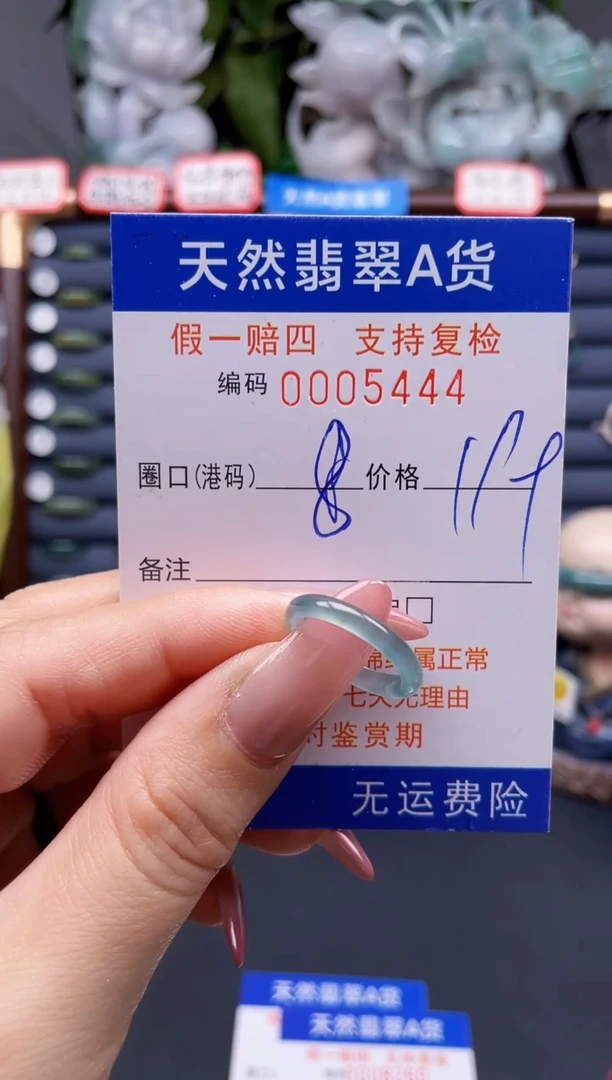 天然翡翠A货
假一赔四 支持复检
编码 0005444
圈口(港码) 8 价格
备注
属正常
七天无理由
时鉴赏期
无运费险
天然翡翠A货
天然翡翠A货